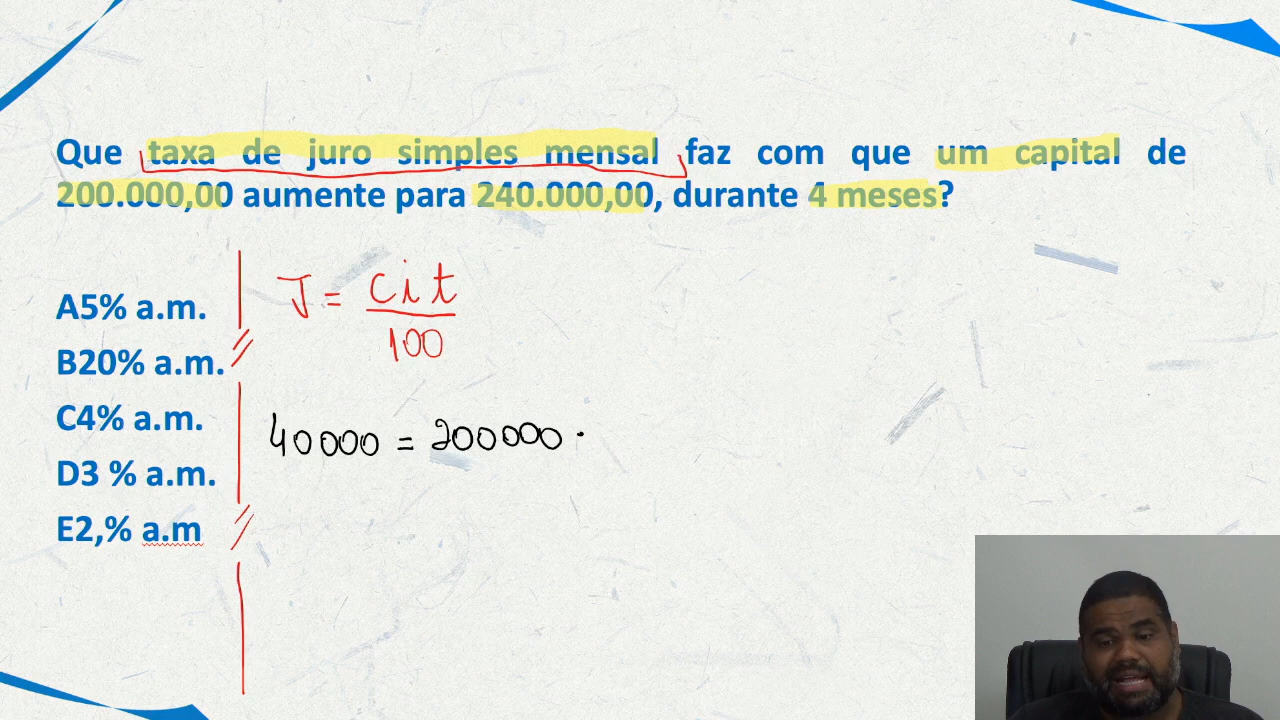 Que taxa de juro simples mensal faz com que um capital de
200.000,00 aumente para 240.000,00, durante 4 meses?
A5% a.m.
B20% a.m.
C4% a.m.
D3 % a.m.
E2,% a.m
J = c i t
100
40000 = 200000 ·